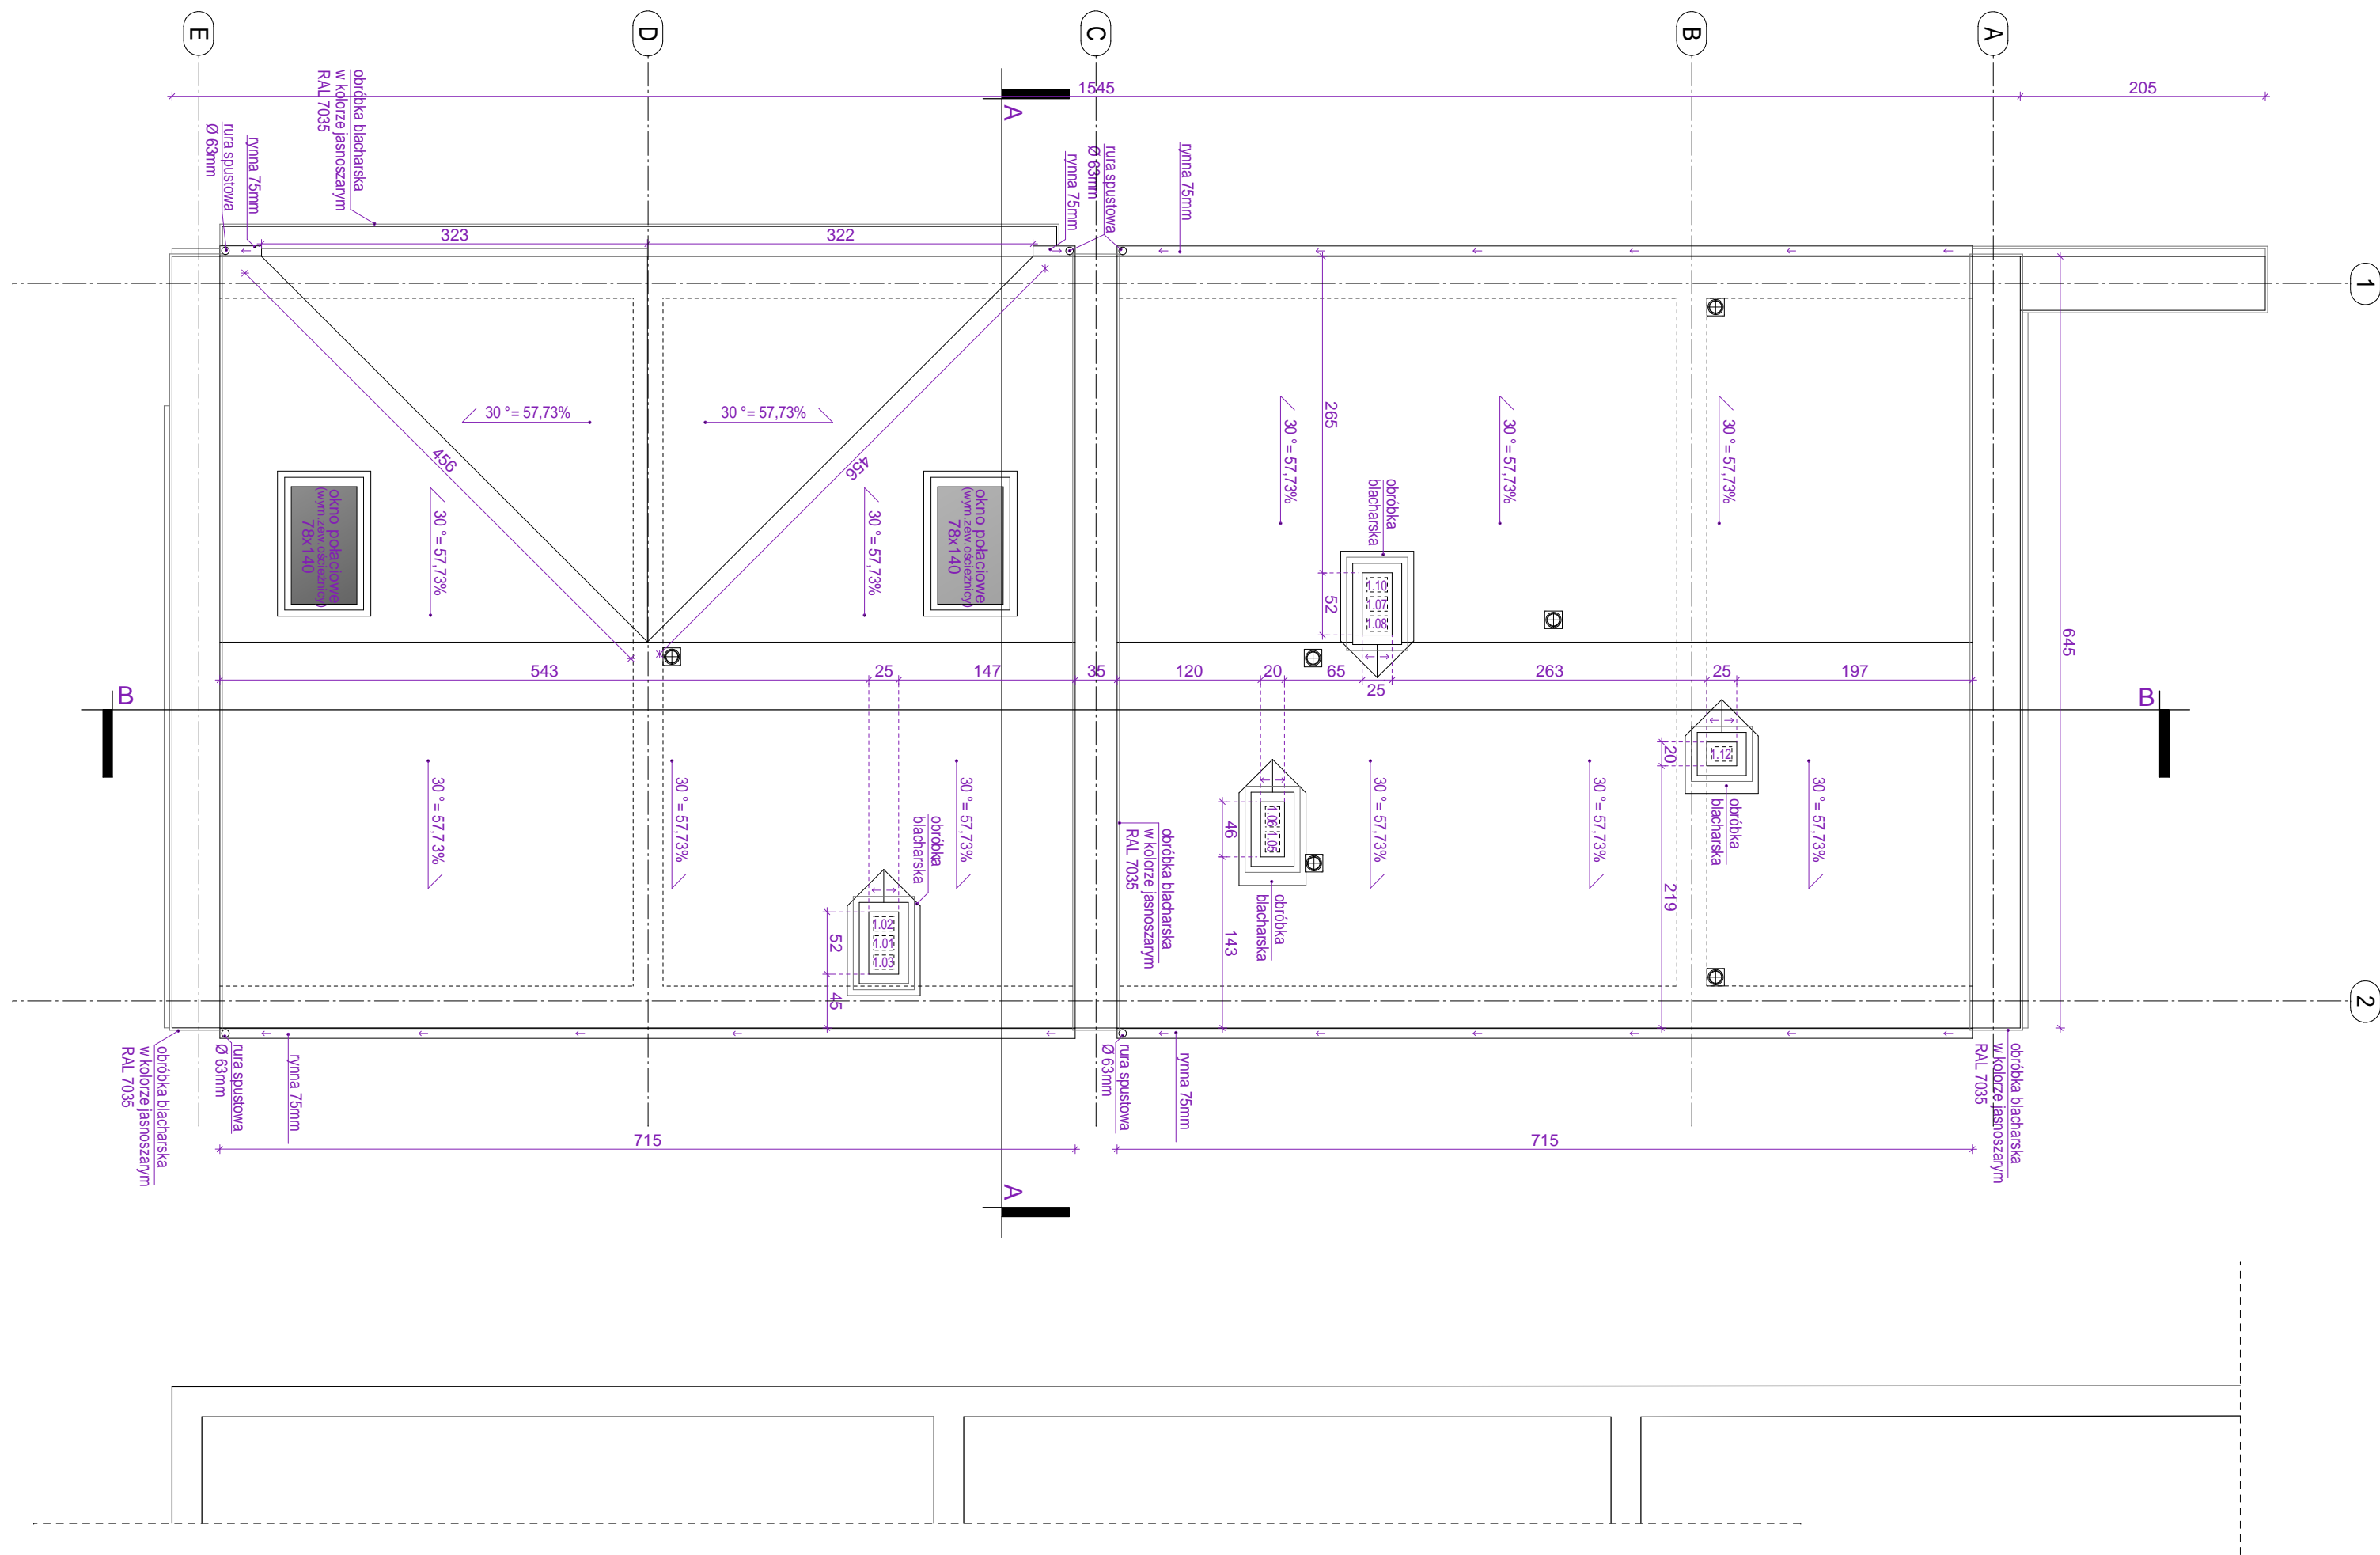 E
D
C
B
A
1
2
1545
205
A
obróbka blacharska
w kolorze jasnoszarym
RAL 7035
rura spustowa
Ø 63mm
rynna 75mm
rynna 75mm
rura spustowa
Ø 63mm
rynna 75mm
323
322
456
456
30 °= 57,73%
30 °= 57,73%
30 °= 57,73%
30 °= 57,73%
30 °= 57,73%
30 °= 57,73%
30 °= 57,73%
okno połaciowe
(wym.zew.ościeżnicy)
78x140
okno połaciowe
(wym.zew.ościeżnicy)
78x140
265
52
obróbka
blacharska
1.10
1.07
1.08
645
543
25
147
35
120
20
65
25
263
25
197
B
B
30 °= 57,73%
30 °= 57,73%
30 °= 57,73%
30 °= 57,73%
30 °= 57,73%
30 °= 57,73%
obróbka
blacharska
1.02
1.01
1.03
52
45
1.06
1.05
46
143
obróbka
blacharska
obróbka blacharska
w kolorze jasnoszarym
RAL 7035
1.12
20
219
obróbka
blacharska
obróbka blacharska
w kolorze jasnoszarym
RAL 7035
rura spustowa
Ø 63mm
rynna 75mm
rura spustowa
Ø 63mm
rynna 75mm
obróbka blacharska
w kolorze jasnoszarym
RAL 7035
715
715
A